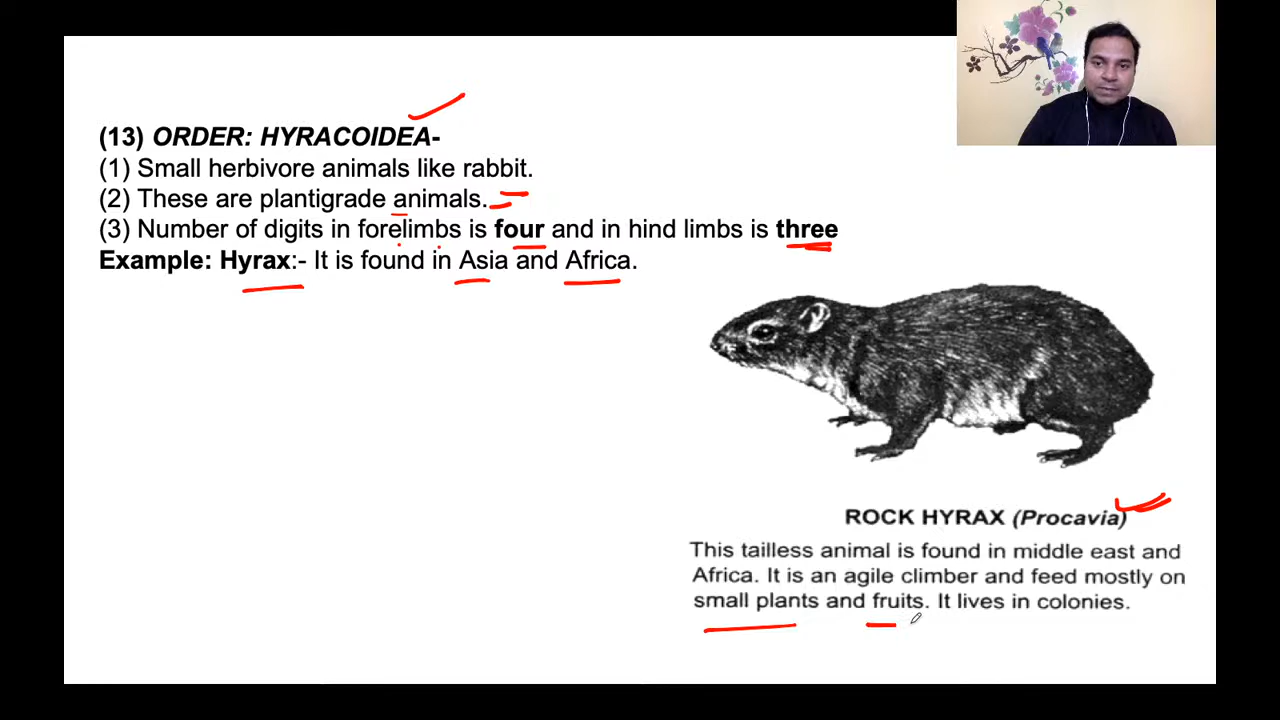 (13) ORDER: HYRACOIDEA-
(1) Small herbivore animals like rabbit.
(2) These are plantigrade animals.
(3) Number of digits in forelimbs is four and in hind limbs is three
Example: Hyrax:- It is found in Asia and Africa.
ROCK HYRAX (Procavia)
This tailless animal is found in middle east and
Africa. It is an agile climber and feed mostly on
small plants and fruits. It lives in colonies.